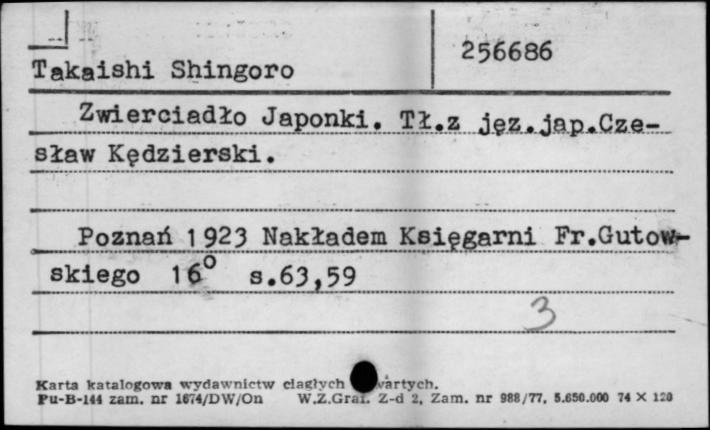 256686
Takaishi Shingoro
Zwierciadło Japonki. Tł.z jęz.jap.Cze-
sław Kędzierski.
Poznań 1923 Nakładem Księgarni Fr.Gutow-
skiego 16° s.63,59
3
Karta katalogowa wydawnictw ciągłych wartych.
Pu-B-144 zam. nr 1674/DW/On W.Z.Graf. Z-d 2, Zam. nr 988/77, 5.650.000 74 X 120